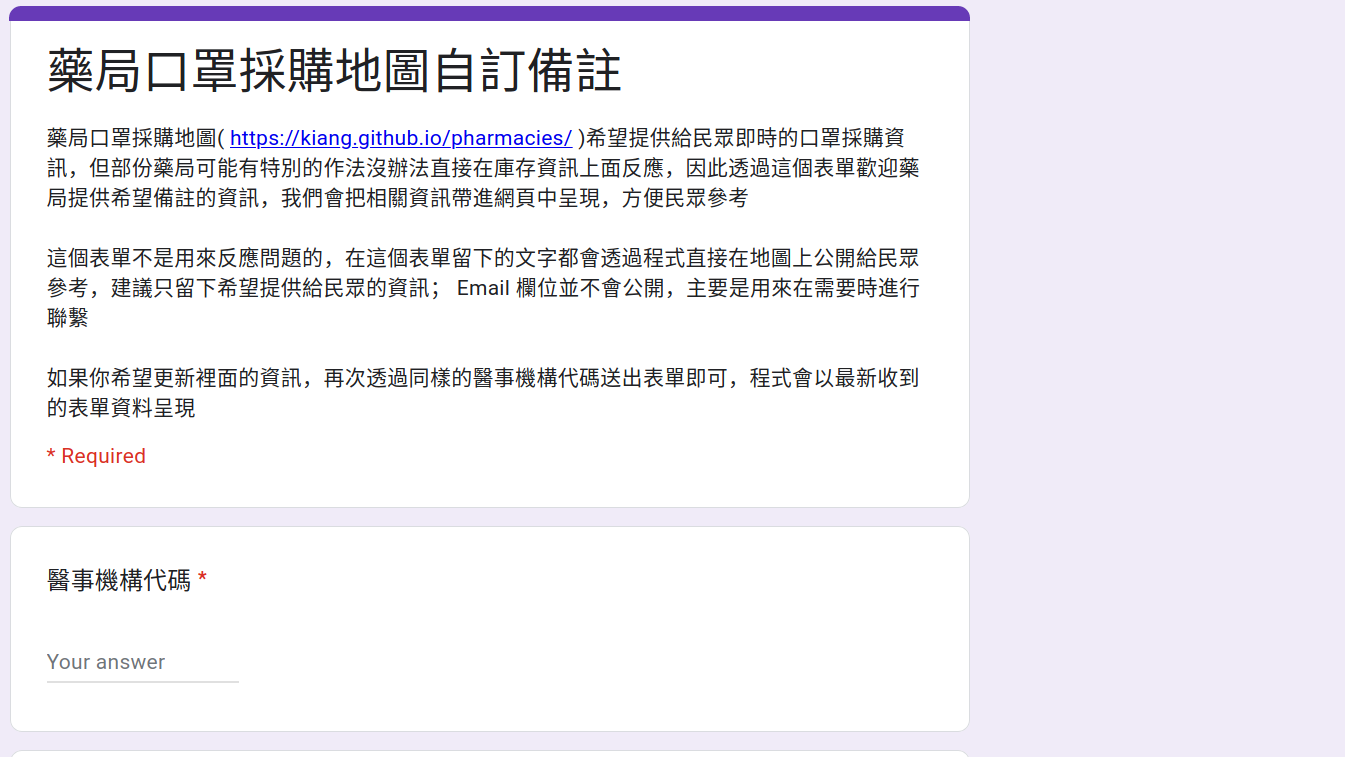 藥局口罩採購地圖自訂備註
藥局口罩採購地圖( https://kiang.github.io/pharmacies/ )希望提供給民眾即時的口罩採購資
訊，但部份藥局可能有特別的作法沒辦法直接在庫存資訊上面反應，因此透過這個表單歡迎藥
局提供希望備註的資訊，我們會把相關資訊帶進網頁中呈現，方便民眾參考
這個表單不是用來反應問題的，在這個表單留下的文字都會透過程式直接在地圖上公開給民眾
參考，建議只留下希望提供給民眾的資訊； Email 欄位並不會公開，主要是用來在需要時進行
聯繫
如果你希望更新裡面的資訊，再次透過同樣的醫事機構代碼送出表單即可，程式會以最新收到
的表單資料呈現
* Required
醫事機構代碼 *
Your answer